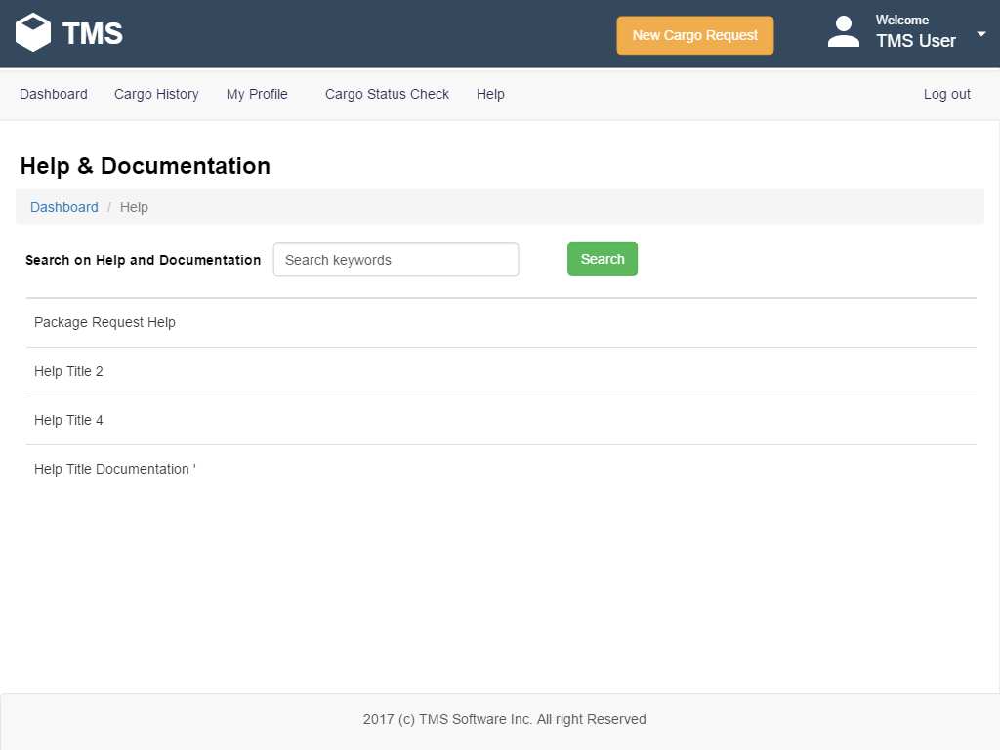 TMS
New Cargo Request
Welcome
TMS User
Dashboard Cargo History My Profile Cargo Status Check Help Log out
Help & Documentation
Dashboard / Help
Search on Help and Documentation Search keywords Search
Package Request Help
Help Title 2
Help Title 4
Help Title Documentation '
2017 (c) TMS Software Inc. All right Reserved